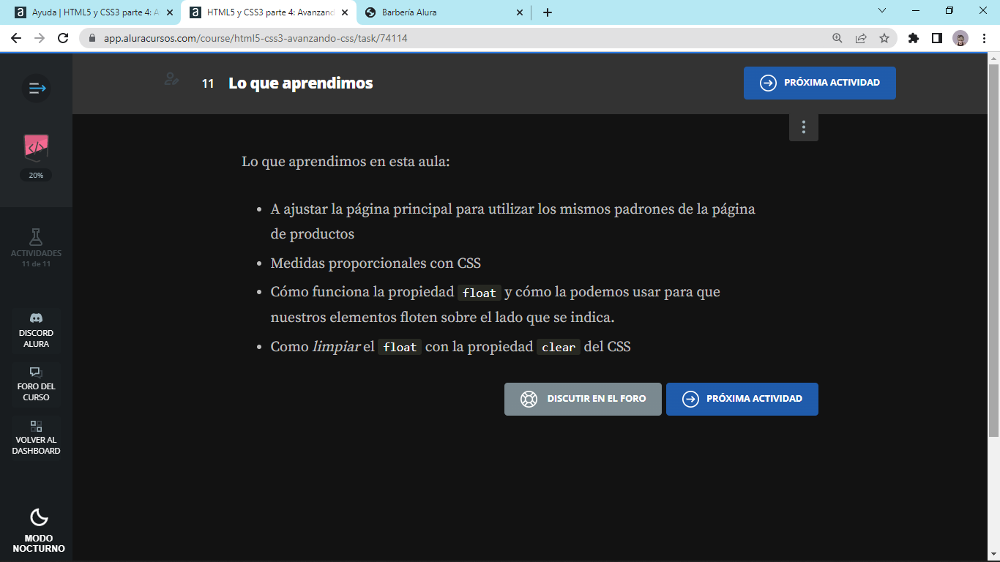 Ayuda | HTML5 y CSS3 parte 4: A
HTML5 y CSS3 parte 4: Avanzand
Barbería Alura
app.aluracursos.com/course/html5-css3-avanzando-css/task/74114
11 Lo que aprendimos
PRÓXIMA ACTIVIDAD
20%
ACTIVIDADES
11 de 11
DISCORD
ALURA
FORO DEL
CURSO
VOLVER AL
DASHBOARD
MODO
NOCTURNO
Lo que aprendimos en esta aula:
• A ajustar la página principal para utilizar los mismos padrones de la página
de productos
• Medidas proporcionales con CSS
• Cómo funciona la propiedad float y cómo la podemos usar para que
nuestros elementos floten sobre el lado que se indica.
• Como limpiar el float con la propiedad clear del CSS
DISCUTIR EN EL FORO
PRÓXIMA ACTIVIDAD